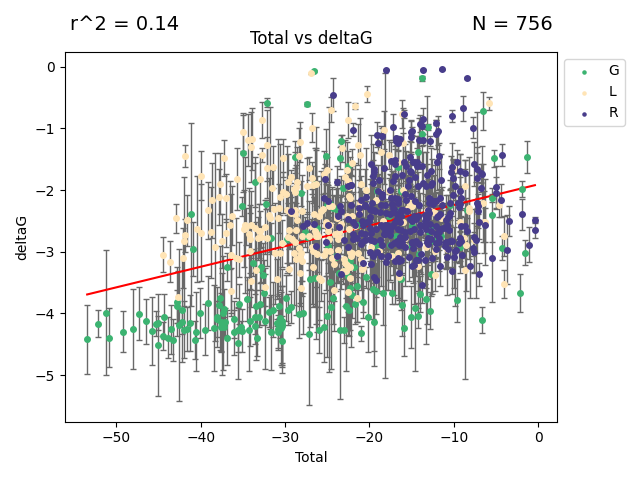 r^2 = 0.14 N = 756
Total vs deltaG
G
L
R
deltaG
0
−1
−2
−3
−4
−5
−50 −40 −30 −20 −10 0
Total